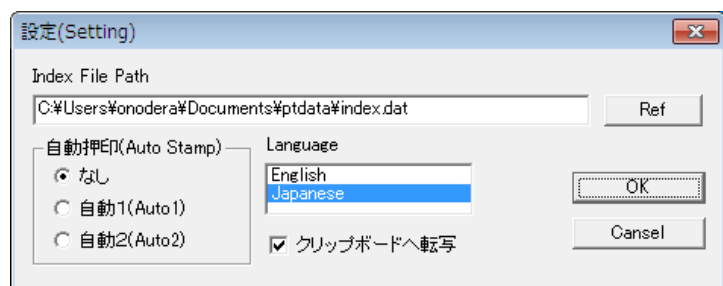 設定(Setting)
Index File Path
C:¥Users¥onodera¥Documents¥ptdata¥index.dat
Ref
自動押印(Auto Stamp)
なし
自動1(Auto1)
自動2(Auto2)
Language
English
Japanese
クリップボードへ転写
OK
Cansel